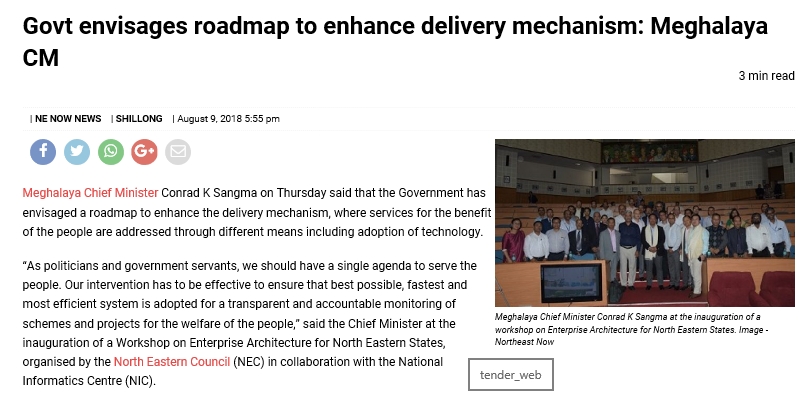 Govt envisages roadmap to enhance delivery mechanism: Meghalaya
CM
3 min read
| NE NOW NEWS | SHILLONG | August 9, 2018 5:55 pm
Meghalaya Chief Minister Conrad K Sangma on Thursday said that the Government has
envisaged a roadmap to enhance the delivery mechanism, where services for the benefit
of the people are addressed through different means including adoption of technology.
“As politicians and government servants, we should have a single agenda to serve the
people. Our intervention has to be effective to ensure that best possible, fastest and
most efficient system is adopted for a transparent and accountable monitoring of
schemes and projects for the welfare of the people,” said the Chief Minister at the
inauguration of a Workshop on Enterprise Architecture for North Eastern States,
organised by the North Eastern Council (NEC) in collaboration with the National
Informatics Centre (NIC).
Meghalaya Chief Minister Conrad K Sangma at the inauguration of a
workshop on Enterprise Architecture for North Eastern States. Image -
Northeast Now
tender_web